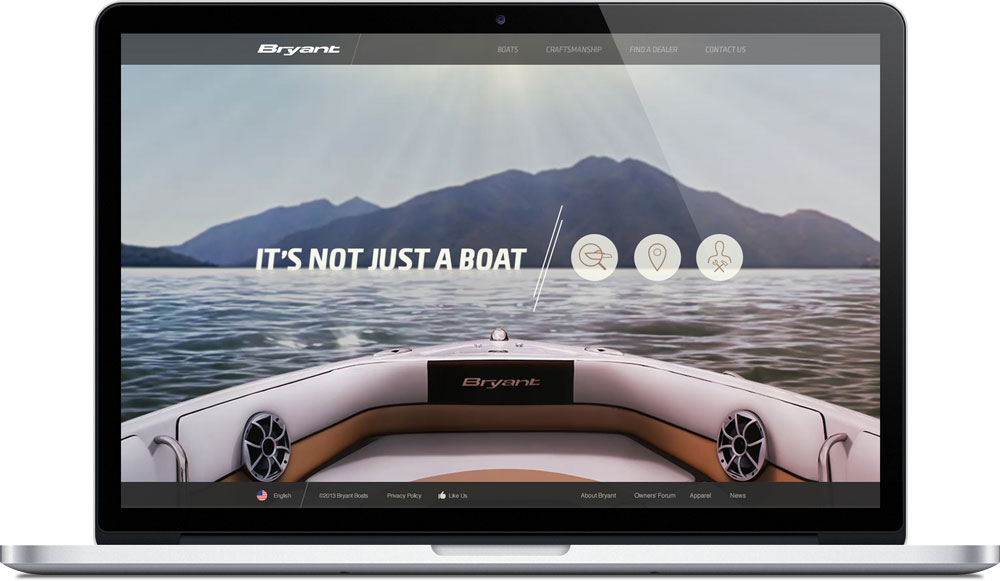 Bryant BOATS CRAFTSMANSHIP FIND A DEALER CONTACT US
IT'S NOT JUST A BOAT
Bryant
English ©2013 Bryant Boats Privacy Policy Like Us About Bryant Owners' Forum Apparel News